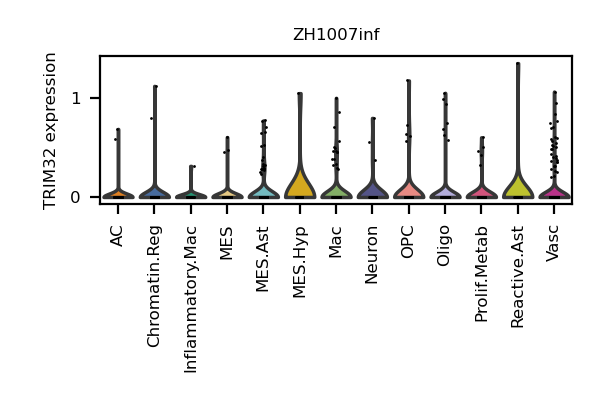 ZH1007inf
TRIM32 expression
1
0
AC
Chromatin.Reg
Inflammatory.Mac
MES
MES.Ast
MES.Hyp
Mac
Neuron
OPC
Oligo
Prolif.Metab
Reactive.Ast
Vasc